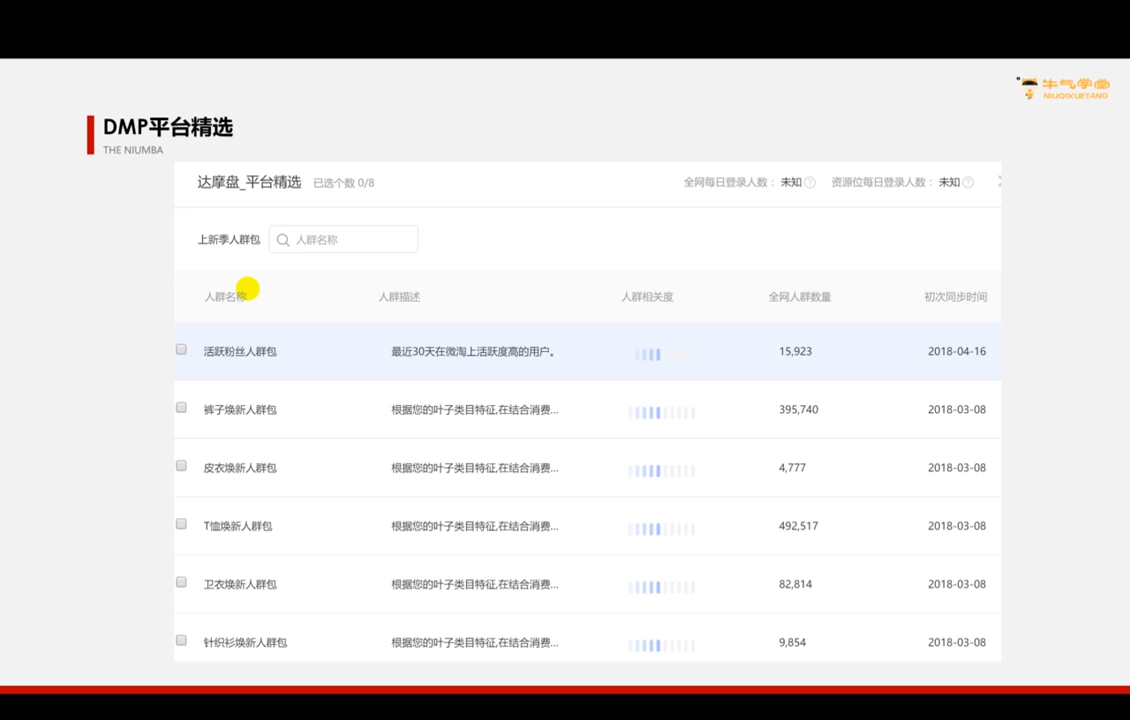 牛气学堂
NIUQIXUETANG
DMP平台精选
THE NIUMBA
达摩盘_平台精选 已选个数 0/8 全网每日登录人数： 未知 ? 资源位每日登录人数： 未知 ?
上新季人群包 人群名称
人群名称 人群描述 人群相关度 全网人群数量 初次同步时间
活跃粉丝人群包 最近30天在微淘上活跃度高的用户。 15,923 2018-04-16
裤子焕新人群包 根据您的叶子类目特征,在结合消费... 395,740 2018-03-08
皮衣焕新人群包 根据您的叶子类目特征,在结合消费... 4,777 2018-03-08
T恤焕新人群包 根据您的叶子类目特征,在结合消费... 492,517 2018-03-08
卫衣焕新人群包 根据您的叶子类目特征,在结合消费... 82,814 2018-03-08
针织衫焕新人群包 根据您的叶子类目特征,在结合消费... 9,854 2018-03-08